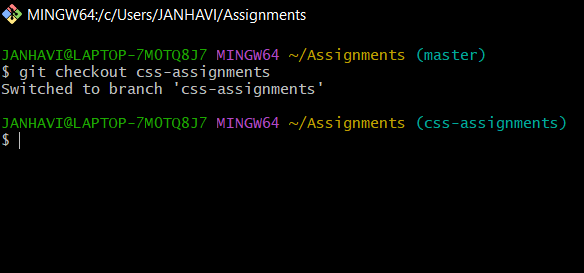 MINGW64:/c/Users/JANHAVI/Assignments
JANHAVI@LAPTOP-7M0TQ8J7 MINGW64 ~/Assignments (master)
$ git checkout css-assignments
Switched to branch 'css-assignments'
JANHAVI@LAPTOP-7M0TQ8J7 MINGW64 ~/Assignments (css-assignments)
$